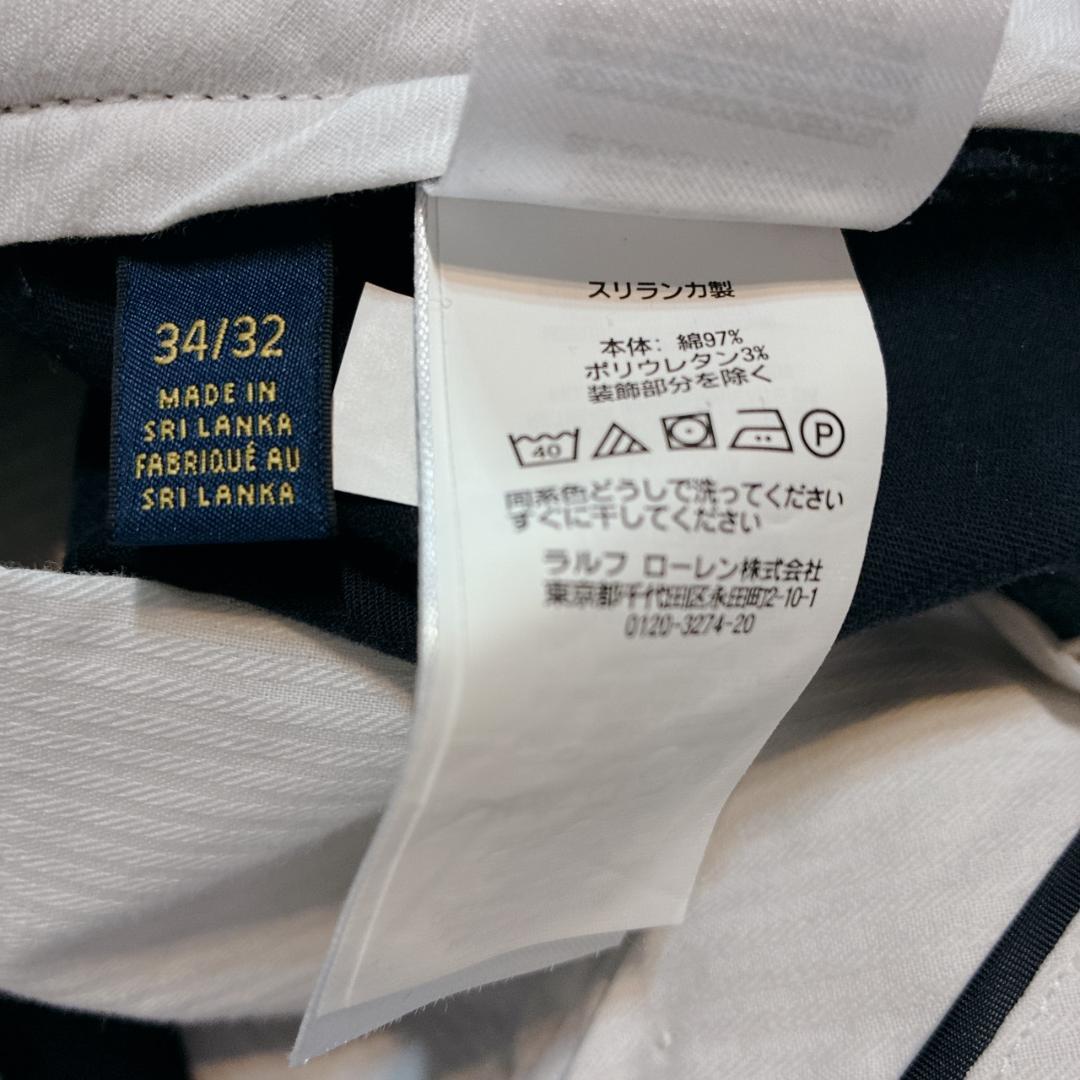 34/32
MADE IN
SRI LANKA
FABRIQUÉ AU
SRI LANKA
スリランカ製
本体: 綿97%
ポリウレタン3%
装飾部分を除く
40
P
同系色どうしで洗ってください
すぐに干してください
ラルフ ローレン株式会社
東京都千代田区永田町2-10-1
0120-3274-20